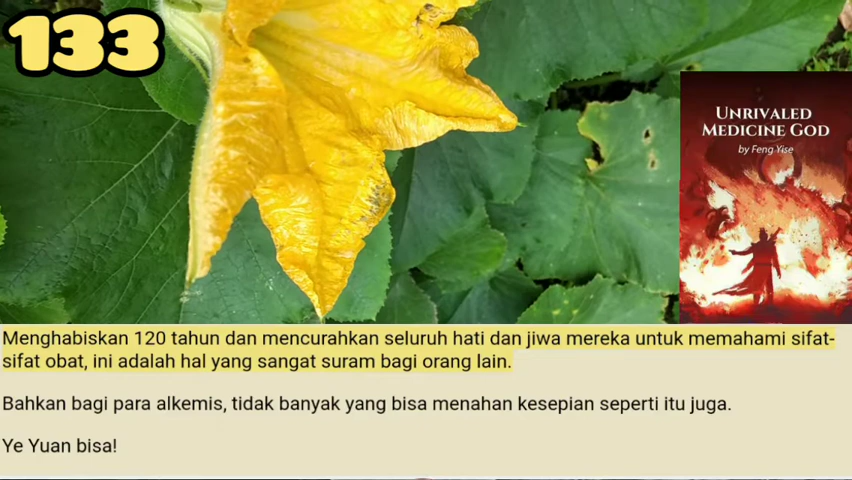 133
UNRIVALED
MEDICINE GOD
by Feng Yise
Menghabiskan 120 tahun dan mencurahkan seluruh hati dan jiwa mereka untuk memahami sifat-
sifat obat, ini adalah hal yang sangat suram bagi orang lain.
Bahkan bagi para alkemis, tidak banyak yang bisa menahan kesepian seperti itu juga.
Ye Yuan bisa!